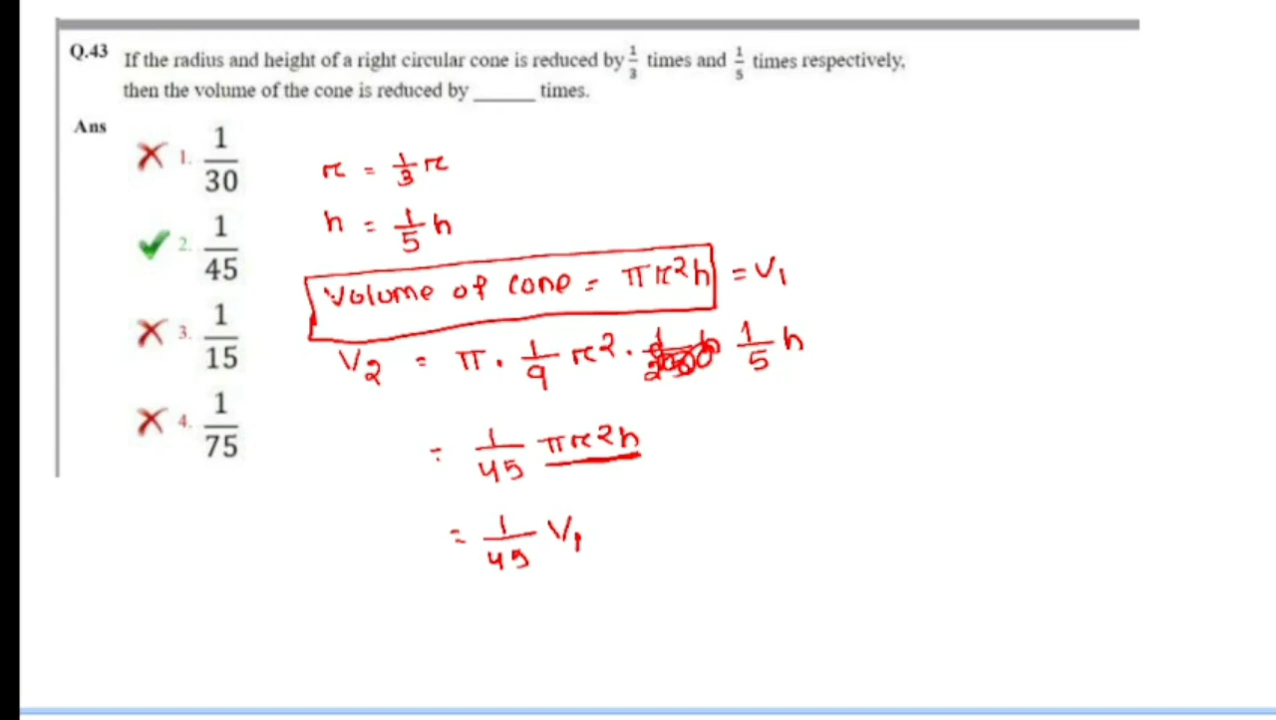 Q.43 If the radius and height of a right circular cone is reduced by 1/3 times and 1/5 times respectively,
then the volume of the cone is reduced by ______ times.
Ans
1. 1/30
2. 1/45
3. 1/15
4. 1/75
r = 1/3 r
h = 1/5 h
Volume of cone = πr²h = V₁
V₂ = π · 1/9 r² · 1/5 h
= 1/45 πr²h
= 1/45 V₁